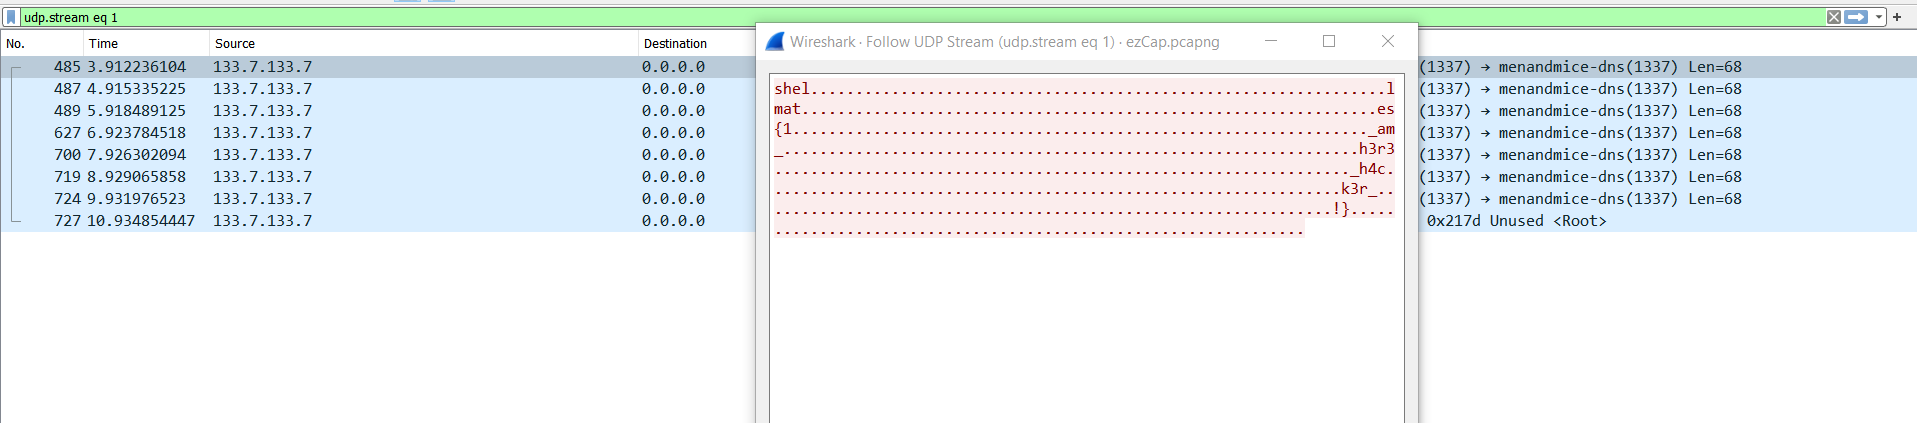 udp.stream eq 1
No. Time Source Destination
Wireshark · Follow UDP Stream (udp.stream eq 1) · ezCap.pcapng
485 3.912236104 133.7.133.7 0.0.0.0 (1337) → menandmice-dns(1337) Len=68
487 4.915335225 133.7.133.7 0.0.0.0 (1337) → menandmice-dns(1337) Len=68
489 5.918489125 133.7.133.7 0.0.0.0 (1337) → menandmice-dns(1337) Len=68
627 6.923784518 133.7.133.7 0.0.0.0 (1337) → menandmice-dns(1337) Len=68
700 7.926302094 133.7.133.7 0.0.0.0 (1337) → menandmice-dns(1337) Len=68
719 8.929065858 133.7.133.7 0.0.0.0 (1337) → menandmice-dns(1337) Len=68
724 9.931976523 133.7.133.7 0.0.0.0 (1337) → menandmice-dns(1337) Len=68
727 10.934854447 133.7.133.7 0.0.0.0 0x217d Unused <Root>
shel................................................................l
mat................................................................es
{1................................................................_am
_................................................................h3r3
................................................................_h4c.
...............................................................k3r_..
..............................................................!}.....
...........................................................